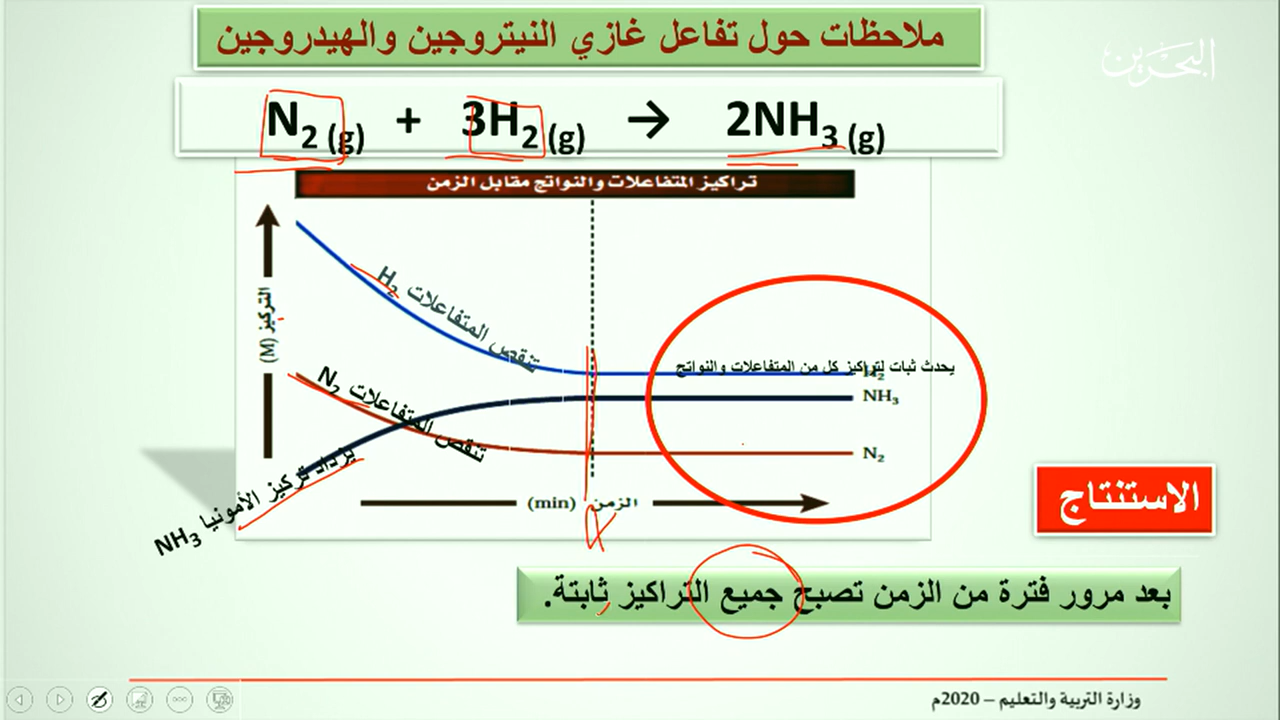 ملاحظات حول تفاعل غازي النيتروجين والهيدروجين
البحرين
N2 (g) + 3H2 (g) → 2NH3 (g)
تراكيز المتفاعلات والنواتج مقابل الزمن
التركيز (M)
تنقص المتفاعلات H2
تنقص المتفاعلات N2
يزداد تركيز الأمونيا NH3
يحدث ثبات لتراكيز كل من المتفاعلات والنواتج
H2
NH3
N2
الزمن (min)
الاستنتاج
بعد مرور فترة من الزمن تصبح جميع التراكيز ثابتة.
وزارة التربية والتعليم – 2020م